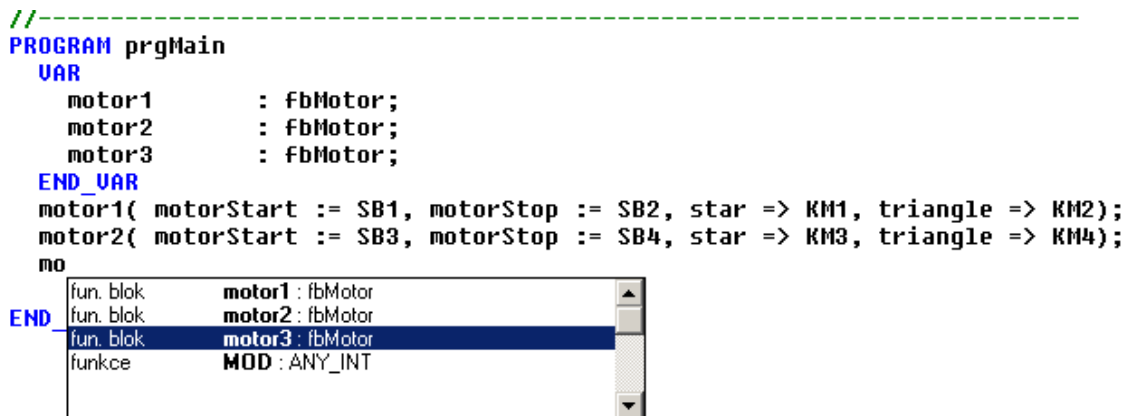 //------------------------------------------------------------------------
PROGRAM prgMain
VAR
motor1 : fbMotor;
motor2 : fbMotor;
motor3 : fbMotor;
END_VAR
motor1( motorStart := SB1, motorStop := SB2, star => KM1, triangle => KM2);
motor2( motorStart := SB3, motorStop := SB4, star => KM3, triangle => KM4);
mo
fun. blok motor1 : fbMotor
END_ fun. blok motor2 : fbMotor
fun. blok motor3 : fbMotor
funkce MOD : ANY_INT